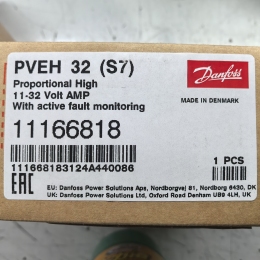 PVEH 32 (S7)
Proportional High
11-32 Volt AMP
With active fault monitoring
Danfoss
MADE IN DENMARK
11166818
1 PCS
111668183124A440086
EAC
EU: Danfoss Power Solutions Aps, Nordborgvej 81, Nordborg 6430, DK
UK: Danfoss Power Solutions Ltd, Oxford Road Denham UB9 4LH, UK